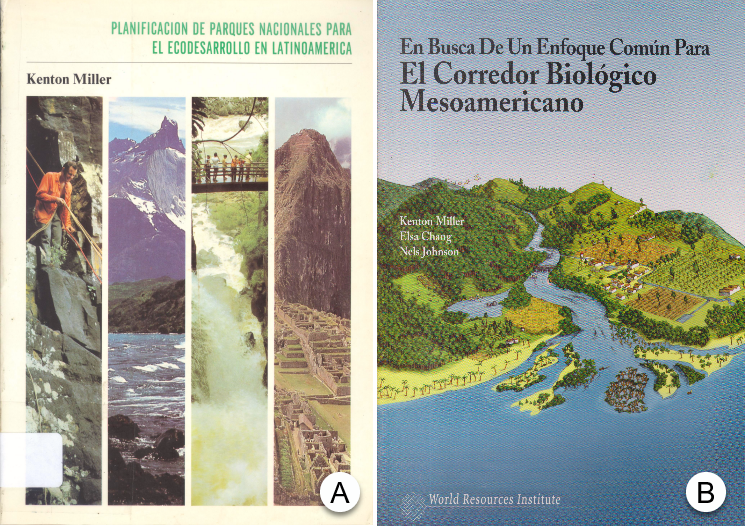 PLANIFICACION DE PARQUES NACIONALES PARA
EL ECODESARROLLO EN LATINOAMERICA
Kenton Miller
A
En Busca De Un Enfoque Común Para
El Corredor Biológico
Mesoamericano
Kenton Miller
Elsa Chang
Nels Johnson
World Resources Institute
B